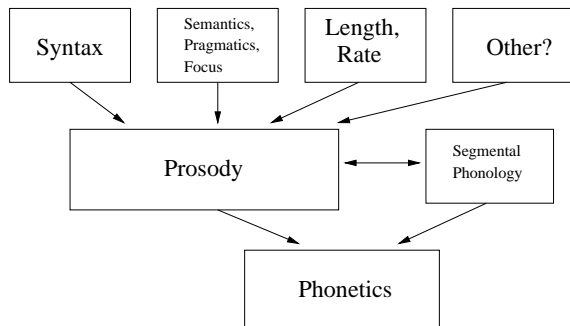 Syntax
Semantics,
Pragmatics,
Focus
Length,
Rate
Other?
Prosody
Segmental
Phonology
Phonetics